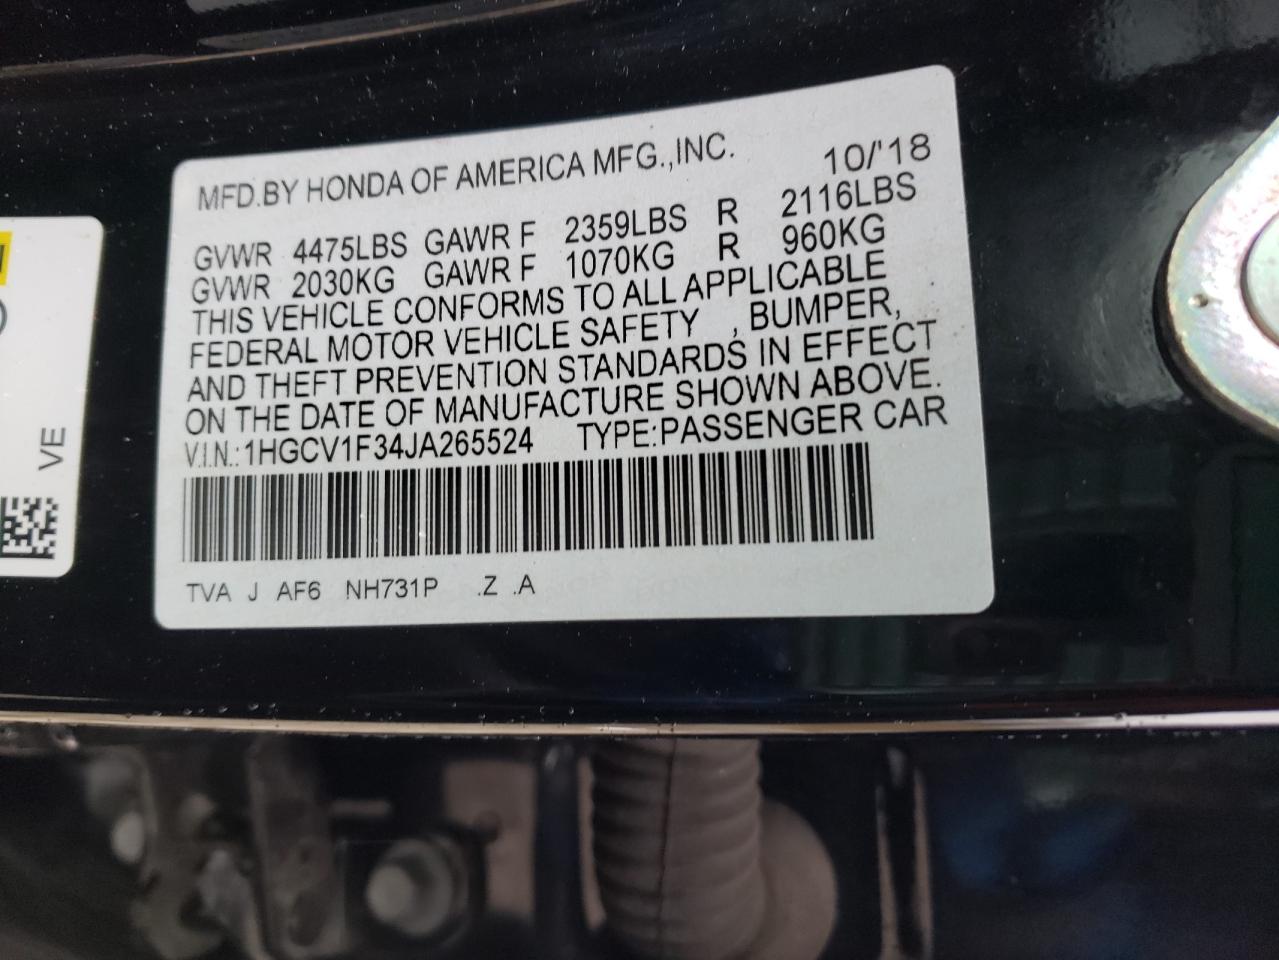 MFD.BY HONDA OF AMERICA MFG.,INC. 10/'18
GVWR 4475LBS GAWR F 2359LBS R 2116LBS
GVWR 2030KG GAWR F 1070KG R 960KG
THIS VEHICLE CONFORMS TO ALL APPLICABLE
FEDERAL MOTOR VEHICLE SAFETY , BUMPER,
AND THEFT PREVENTION STANDARDS IN EFFECT
ON THE DATE OF MANUFACTURE SHOWN ABOVE.
V.I.N.: 1HGCV1F34JA265524 TYPE:PASSENGER CAR
TVA J AF6 NH731P .Z .A
VE